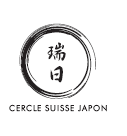 瑞
日
CERCLE SUISSE JAPON